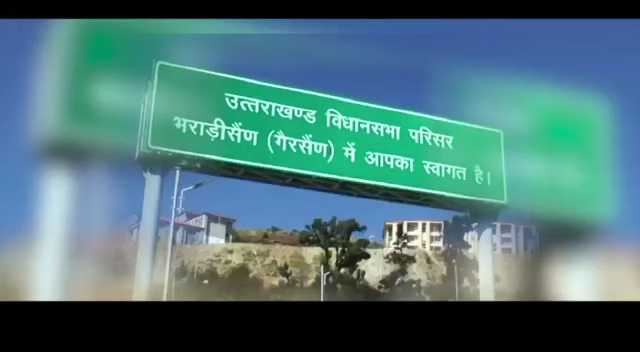 उत्तराखण्ड विधानसभा परिसर
भराड़ीसैंण (गैरसैंण) में आपका स्वागत है।